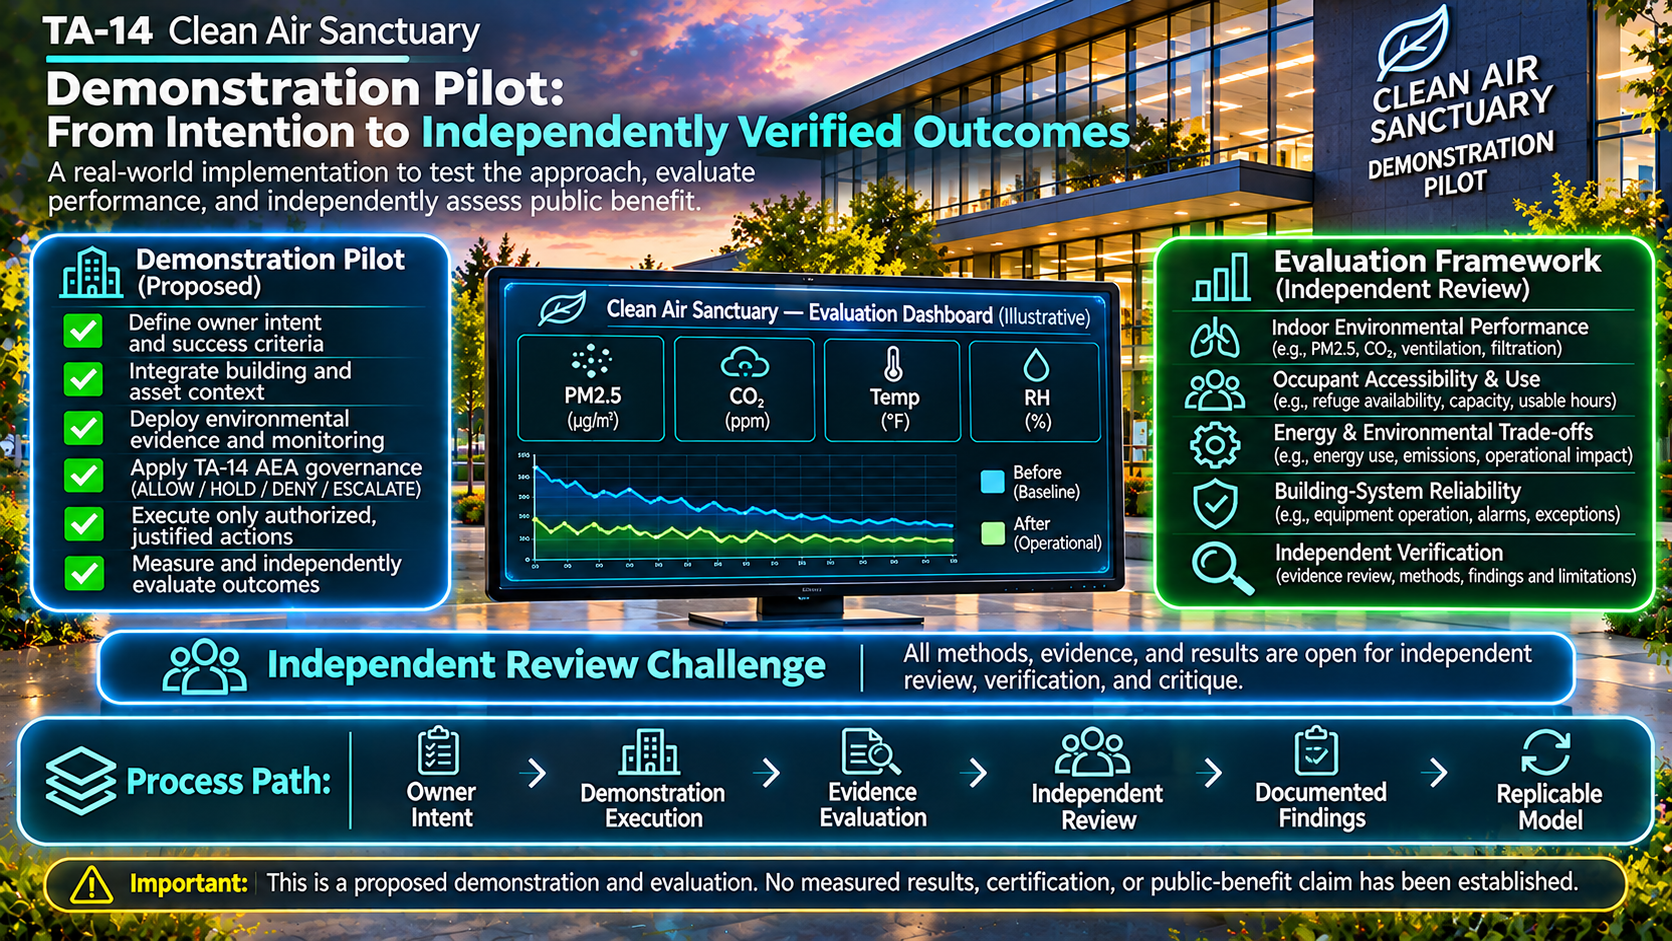 TA-14 Clean Air Sanctuary
Demonstration Pilot:
From Intention to Independently Verified Outcomes
A real-world implementation to test the approach, evaluate
performance, and independently assess public benefit.
CLEAN AIR
SANCTUARY
DEMONSTRATION
PILOT
Demonstration Pilot
(Proposed)
Define owner intent
and success criteria
Integrate building and
asset context
Deploy environmental
evidence and monitoring
Apply TA-14 AEA governance
(ALLOW / HOLD / DENY / ESCALATE)
Execute only authorized,
justified actions
Measure and independently
evaluate outcomes
Clean Air Sanctuary — Evaluation Dashboard (Illustrative)
PM2.5
(µg/m²)
CO₂
(ppm)
Temp
(°F)
RH
(%)
Before
(Baseline)
After
(Operational)
Evaluation Framework
(Independent Review)
Indoor Environmental Performance
(e.g., PM2.5, CO₂, ventilation, filtration)
Occupant Accessibility & Use
(e.g., refuge availability, capacity, usable hours)
Energy & Environmental Trade-offs
(e.g., energy use, emissions, operational impact)
Building-System Reliability
(e.g., equipment operation, alarms, exceptions)
Independent Verification
(evidence review, methods, findings and limitations)
Independent Review Challenge
All methods, evidence, and results are open for independent
review, verification, and critique.
Process Path:
Owner
Intent
Demonstration
Execution
Evidence
Evaluation
Independent
Review
Documented
Findings
Replicable
Model
Important: This is a proposed demonstration and evaluation. No measured results, certification, or public-benefit claim has been established.